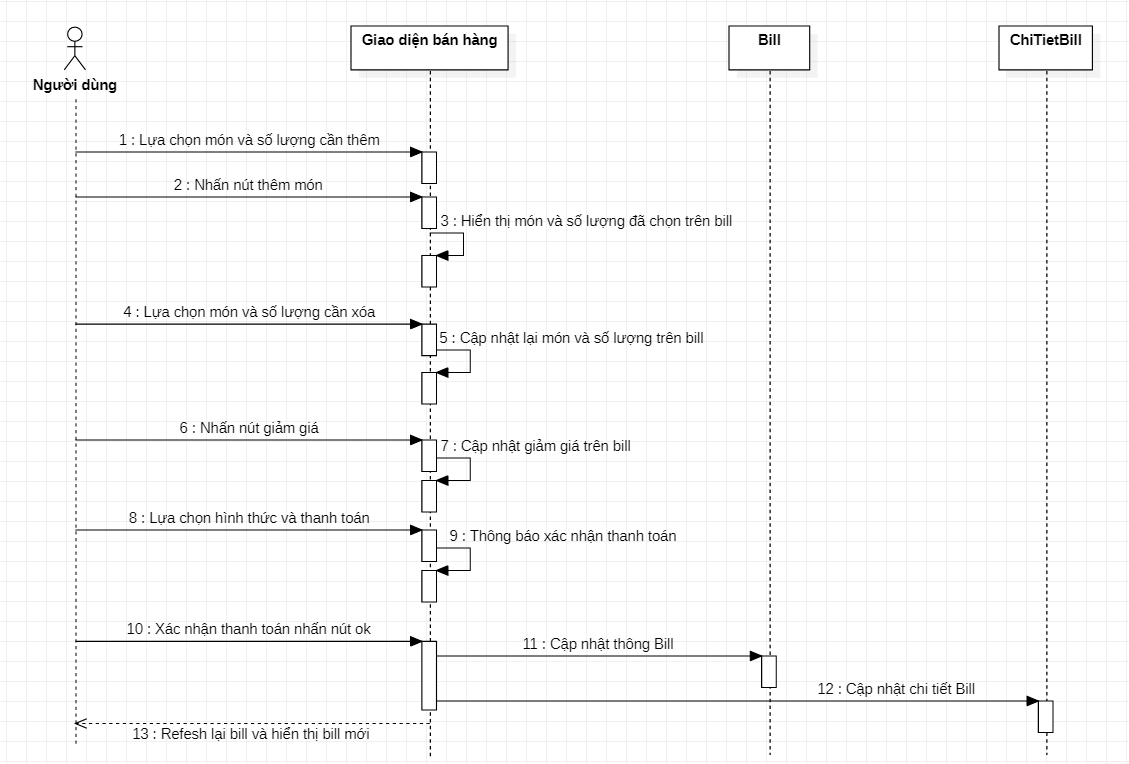 Người dùng
Giao diện bán hàng
Bill
ChiTietBill
1 : Lựa chọn món và số lượng cần thêm
2 : Nhấn nút thêm món
3 : Hiển thị món và số lượng đã chọn trên bill
4 : Lựa chọn món và số lượng cần xóa
5 : Cập nhật lại món và số lượng trên bill
6 : Nhấn nút giảm giá
7 : Cập nhật giảm giá trên bill
8 : Lựa chọn hình thức và thanh toán
9 : Thông báo xác nhận thanh toán
10 : Xác nhận thanh toán nhấn nút ok
11 : Cập nhật thông Bill
12 : Cập nhật chi tiết Bill
13 : Refesh lại bill và hiển thị bill mới